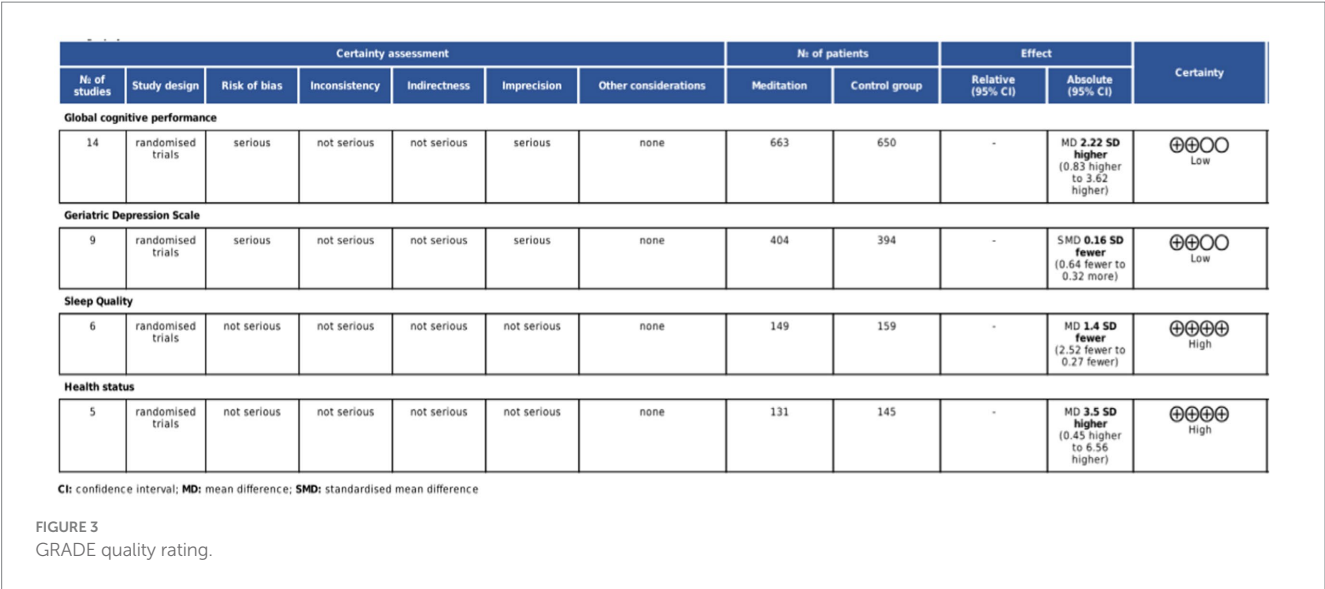 Certainty assessment № of patients Effect Certainty
№ of studies Study design Risk of bias Inconsistency Indirectness Imprecision Other considerations Meditation Control group Relative (95% CI) Absolute (95% CI)
Global cognitive performance
14 randomised trials serious not serious not serious serious none 663 650 - MD 2.22 SD higher (0.83 higher to 3.62 higher) Low
Geriatric Depression Scale
9 randomised trials serious not serious not serious serious none 404 394 - SMD 0.16 SD fewer (0.64 fewer to 0.32 more) Low
Sleep Quality
6 randomised trials not serious not serious not serious not serious none 149 159 - MD 1.4 SD fewer (2.52 fewer to 0.27 fewer) High
Health status
5 randomised trials not serious not serious not serious not serious none 131 145 - MD 3.5 SD higher (0.45 higher to 6.56 higher) High
CI: confidence interval; MD: mean difference; SMD: standardised mean difference
FIGURE 3
GRADE quality rating.